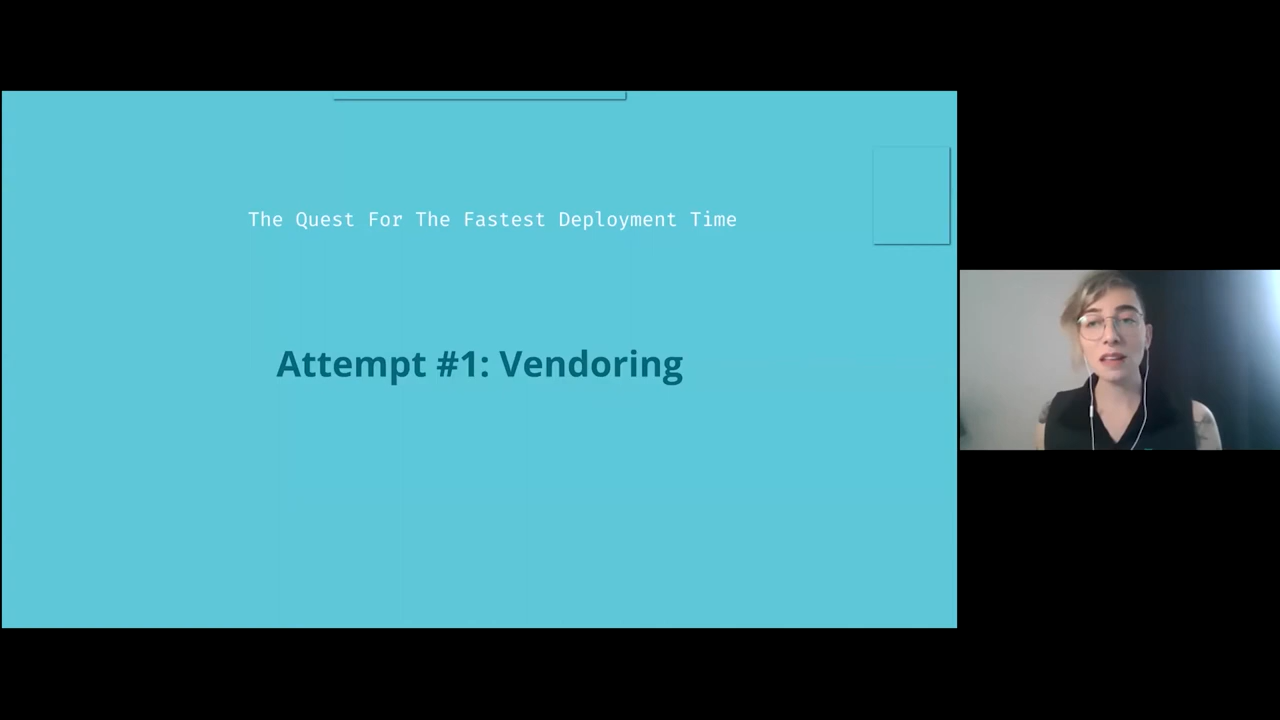 The Quest For The Fastest Deployment Time
Attempt #1: Vendoring